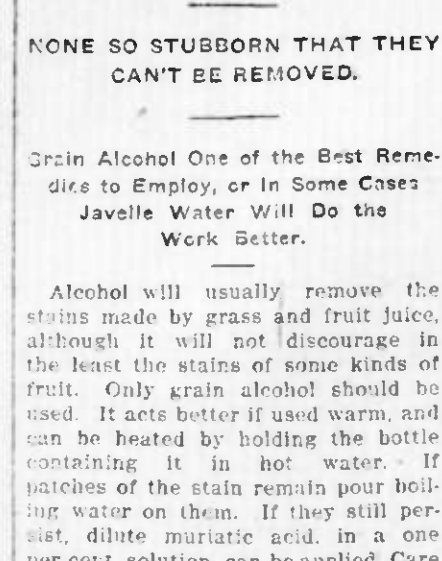 NONE SO STUBBORN THAT THEY
CAN'T BE REMOVED.
Grain Alcohol One of the Best Reme-
dies to Employ, or In Some Cases
Javelle Water Will Do the
Work Better.
Alcohol will usually remove the
stains made by grass and fruit juice,
although it will not discourage in
the least the stains of some kinds of
fruit. Only grain alcohol should be
used. It acts better if used warm, and
can be heated by holding the bottle
containing it in hot water. If
patches of the stain remain pour boil-
ing water on them. If they still per-
sist, dilute muriatic acid, in a one
per cent. solution, can be applied. Care